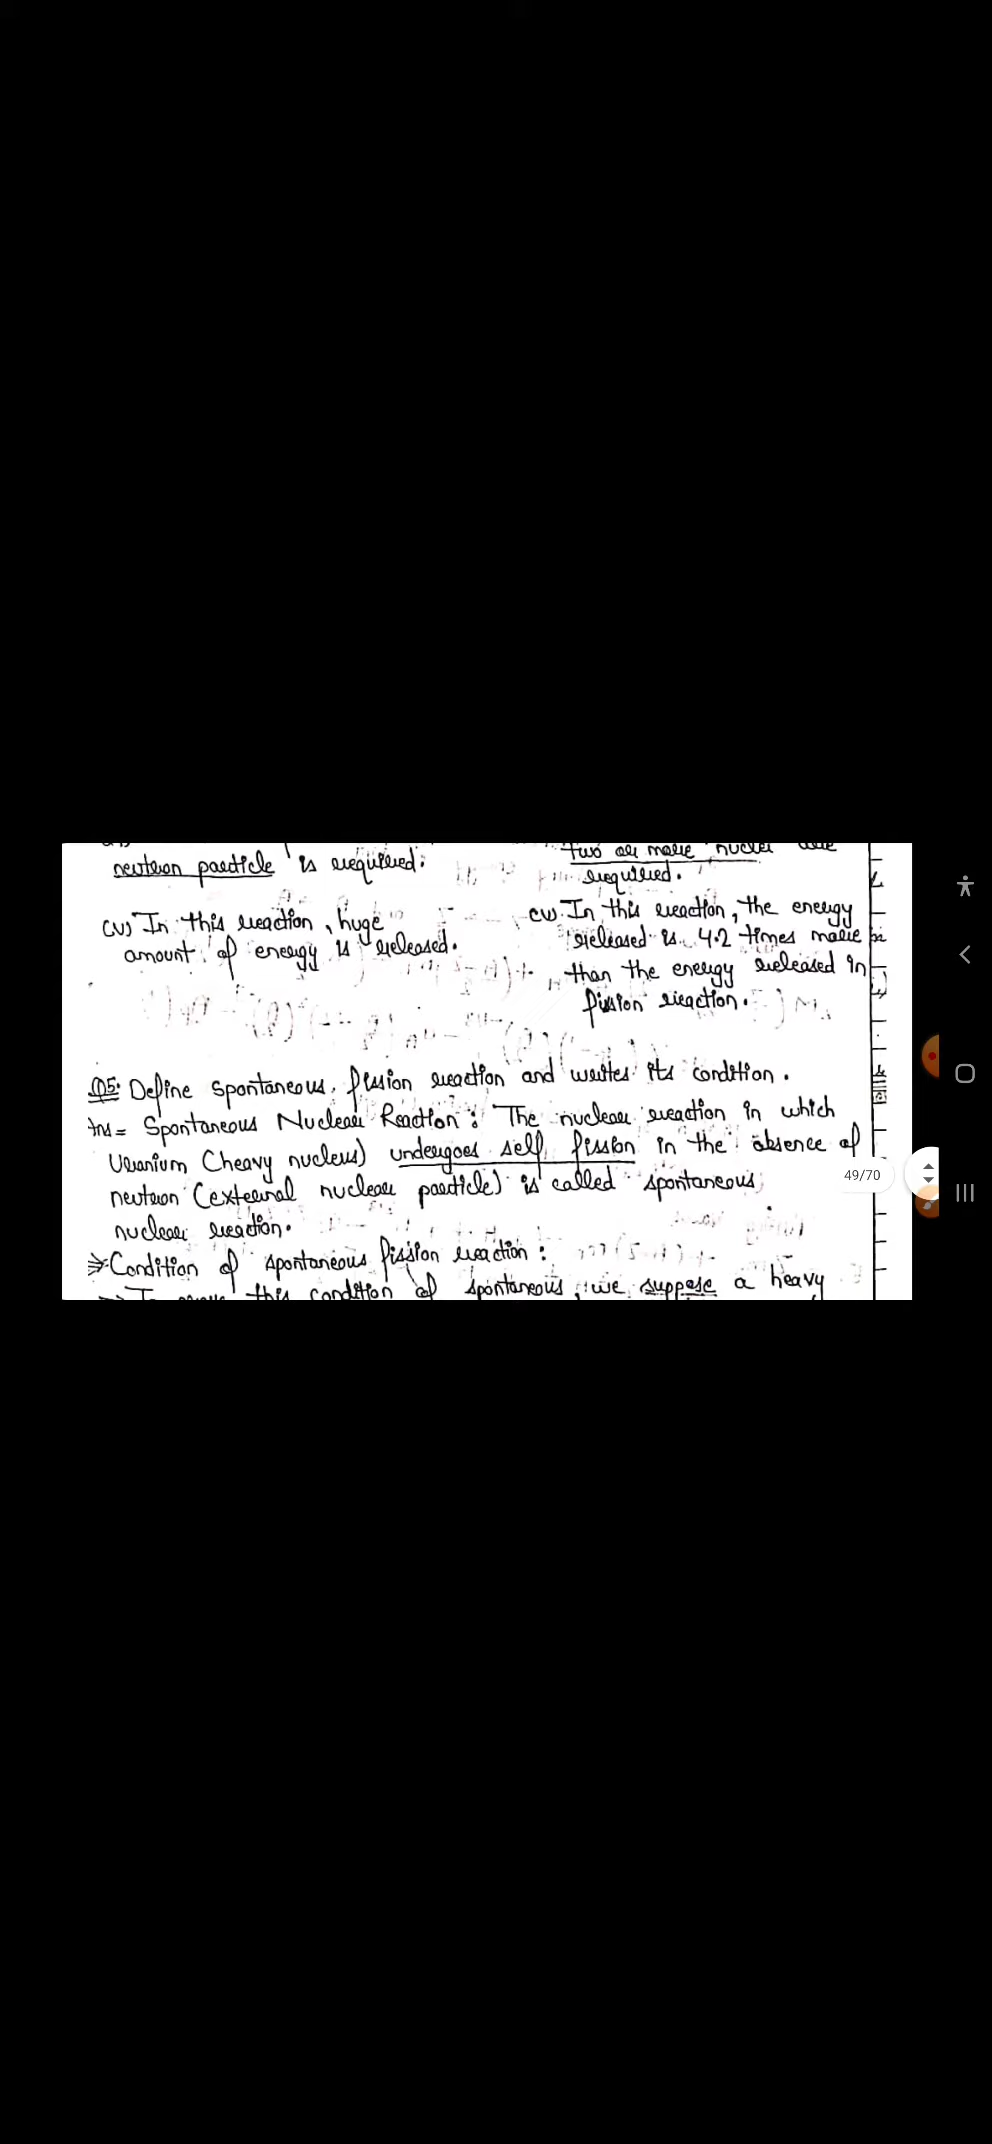 neutron particle is required.
two or more nuclei are
required.
(v) In this reaction, huge
amount of energy is released.
(v) In this reaction, the energy
released is 4.2 times more
than the energy released in
fission reaction.
Q5. Define spontaneous fission reaction and writes its condition.
Ans = Spontaneous Nuclear Reaction: The nuclear reaction in which
Uranium (heavy nucleus) undergoes self fission in the absence of
neutron (external nuclear particle) is called spontaneous
nuclear reaction.
⇒ Condition of spontaneous fission reaction:
this condition of spontaneous, we suppose a heavy
49/70